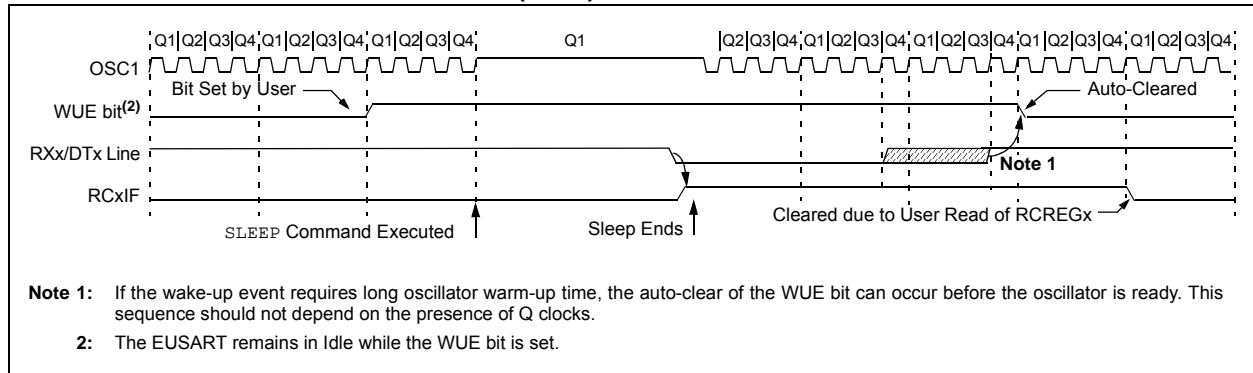 Q1 Q2 Q3 Q4 Q1 Q2 Q3 Q4 Q1 Q2 Q3 Q4 Q1 Q2 Q3 Q4 Q1 Q2 Q3 Q4 Q1 Q2 Q3 Q4 Q1 Q2 Q3 Q4 Q1 Q2 Q3 Q4
OSC1
Bit Set by User
Auto-Cleared
WUE bit(2)
RXx/DTx Line
Note 1
RCxIF
Cleared due to User Read of RCREGx
SLEEP Command Executed
Sleep Ends
Note 1: If the wake-up event requires long oscillator warm-up time, the auto-clear of the WUE bit can occur before the oscillator is ready. This
sequence should not depend on the presence of Q clocks.
2: The EUSART remains in Idle while the WUE bit is set.